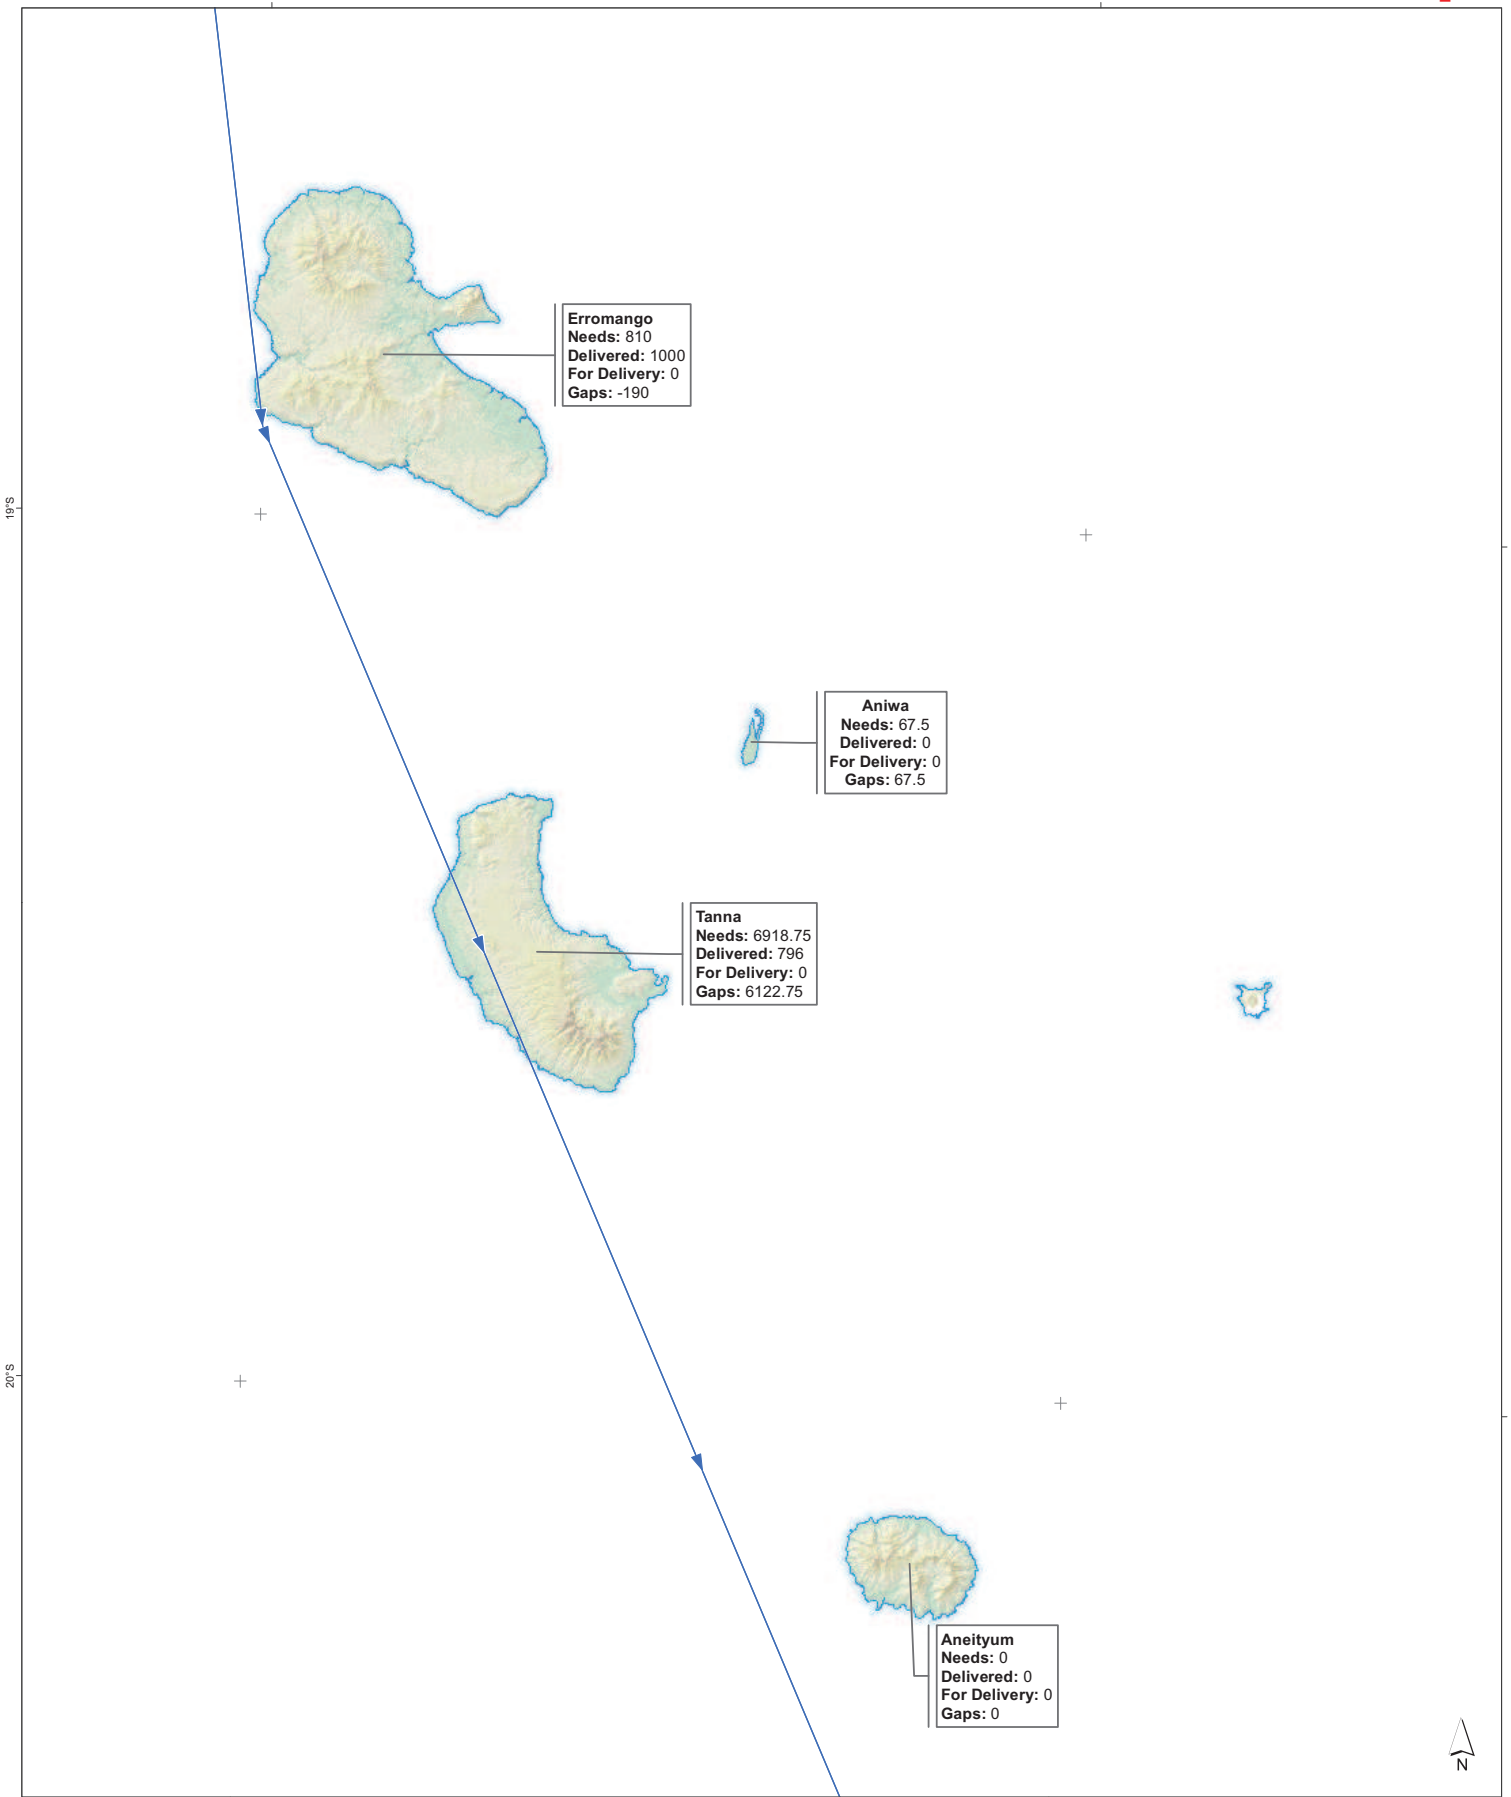 Erromango
Needs: 810
Delivered: 1000
For Delivery: 0
Gaps: -190
19°S
Aniwa
Needs: 67.5
Delivered: 0
For Delivery: 0
Gaps: 67.5
Tanna
Needs: 6918.75
Delivered: 796
For Delivery: 0
Gaps: 6122.75
20°S
Aneityum
Needs: 0
Delivered: 0
For Delivery: 0
Gaps: 0
N